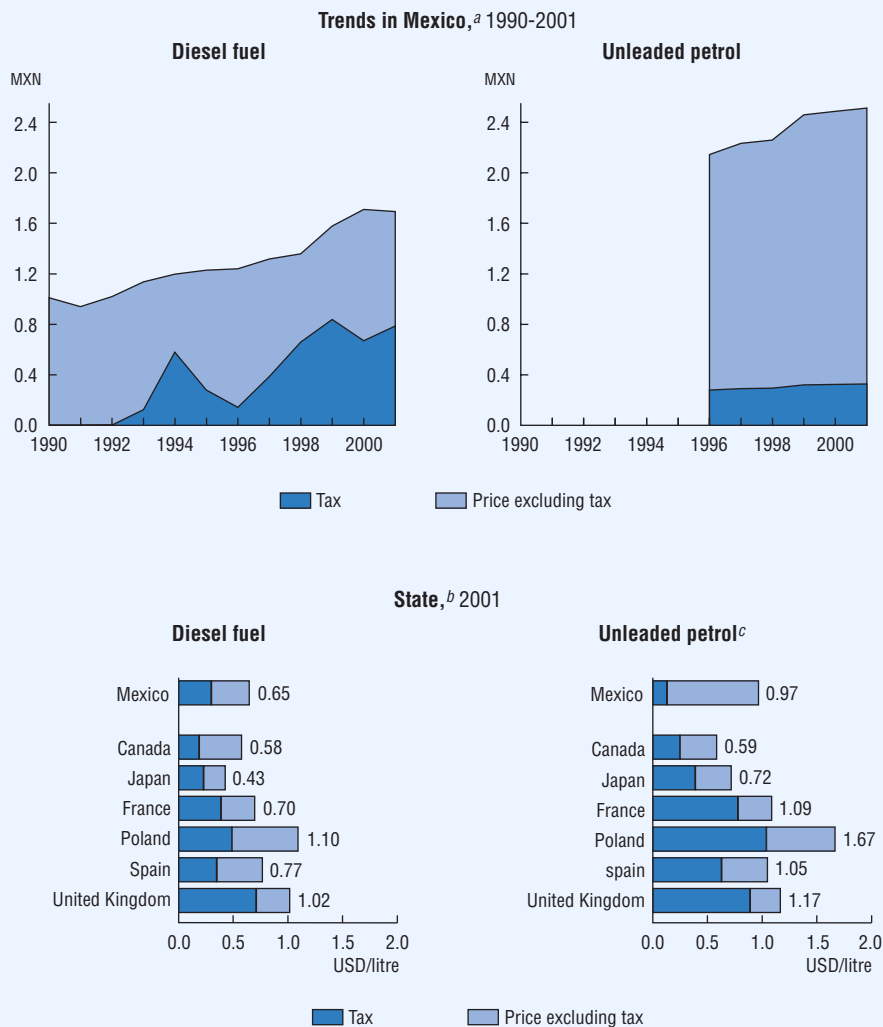 Trends in Mexico,a 1990-2001
Diesel fuel
MXN
2.4
2.0
1.6
1.2
0.8
0.4
0.0
1990 1992 1994 1996 1998 2000
Unleaded petrol
MXN
2.4
2.0
1.6
1.2
0.8
0.4
0.0
1990 1992 1994 1996 1998 2000
Tax Price excluding tax
State,b 2001
Diesel fuel
Mexico 0.65
Canada 0.58
Japan 0.43
France 0.70
Poland 1.10
Spain 0.77
United Kingdom 1.02
0.0 0.5 1.0 1.5 2.0
USD/litre
Unleaded petrolc
Mexico 0.97
Canada 0.59
Japan 0.72
France 1.09
Poland 1.67
spain 1.05
United Kingdom 1.17
0.0 0.5 1.0 1.5 2.0
USD/litre
Tax Price excluding tax